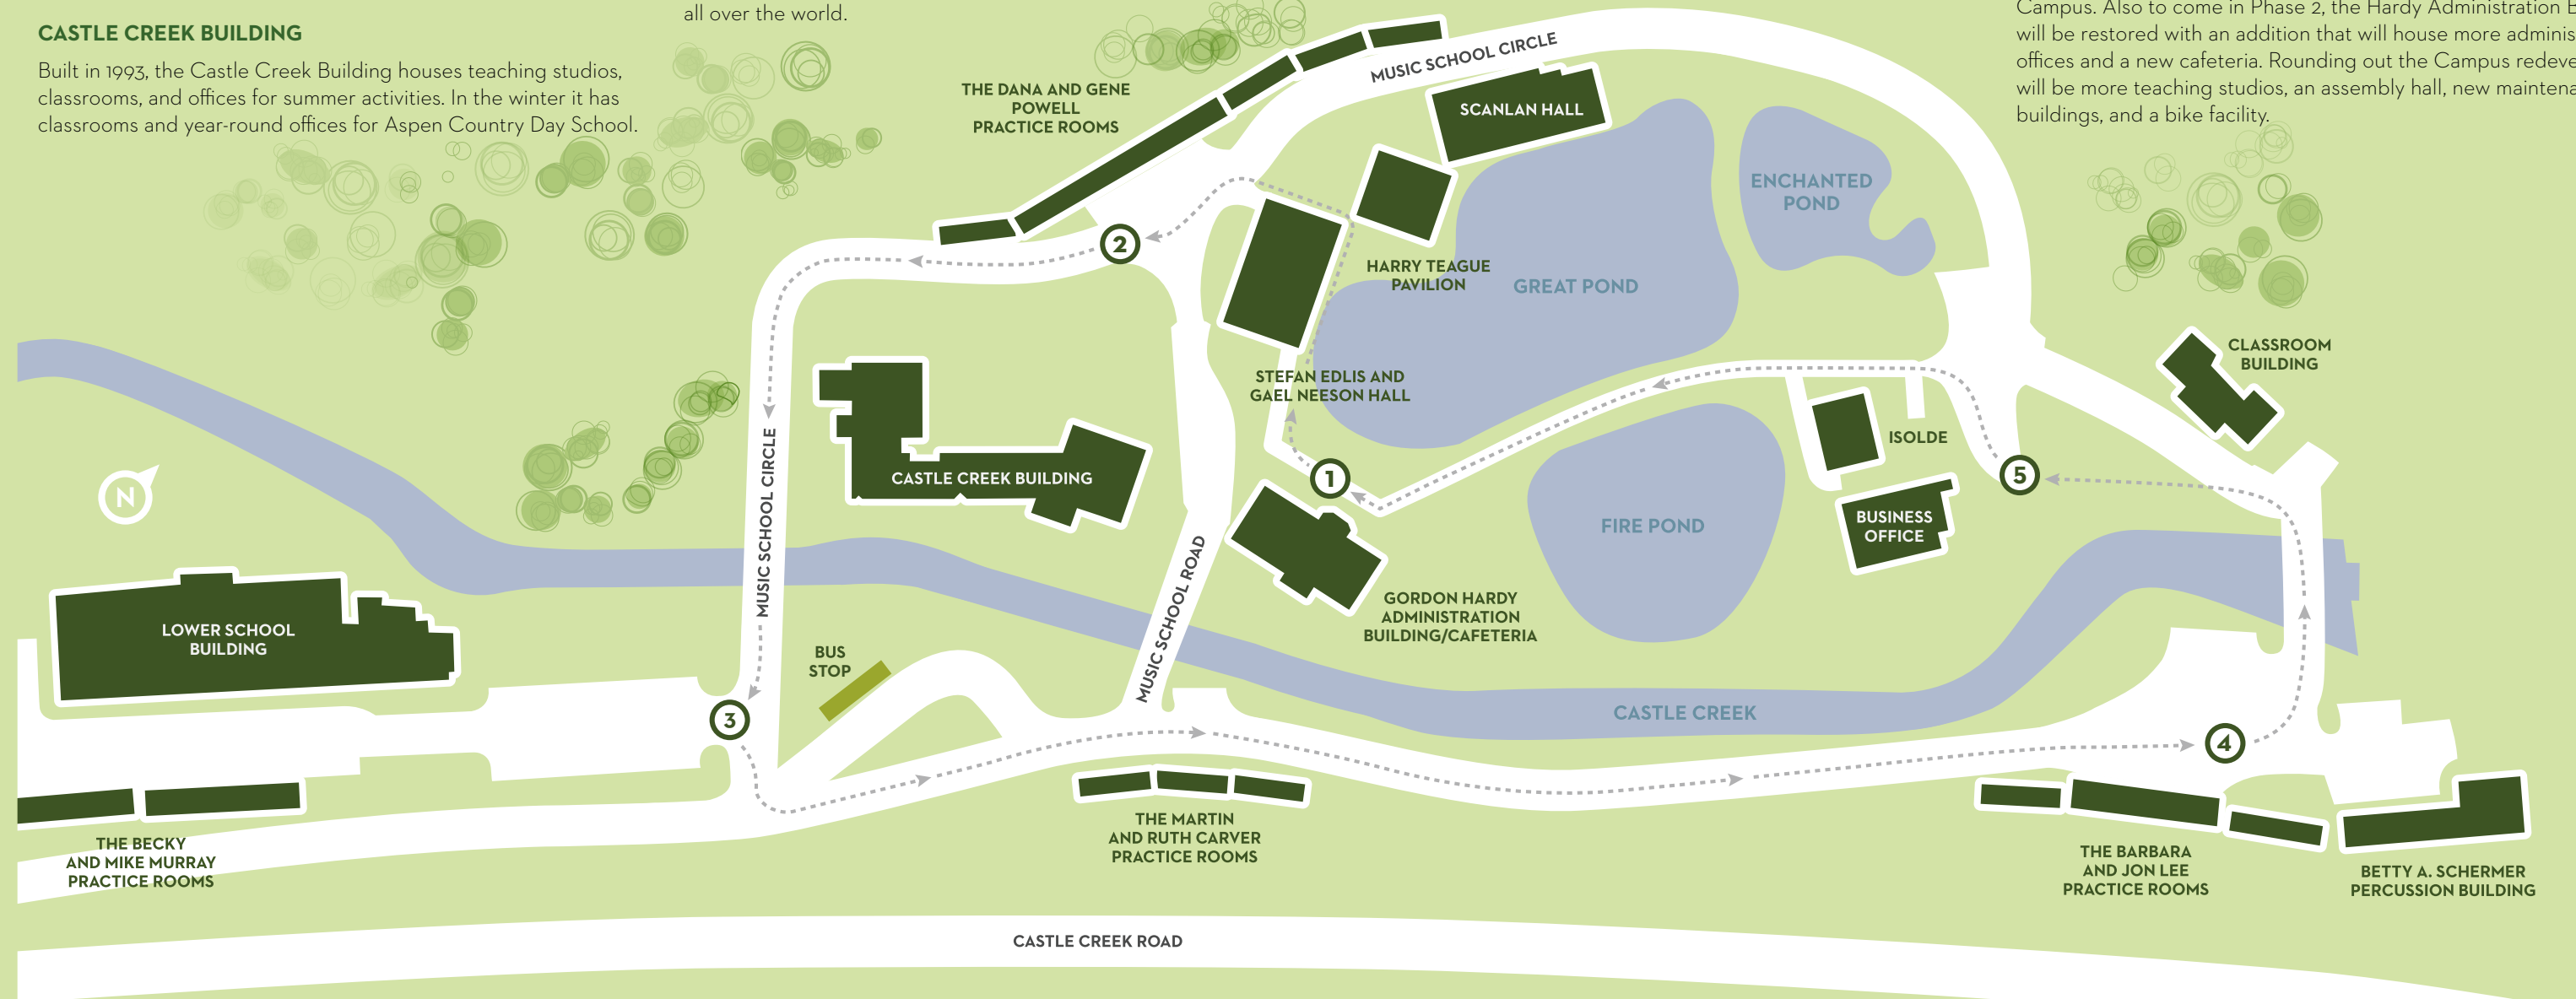 CASTLE CREEK BUILDING
Built in 1993, the Castle Creek Building houses teaching studios,
classrooms, and offices for summer activities. In the winter it has
classrooms and year-round offices for Aspen Country Day School.
all over the world.
Campus. Also to come in Phase 2, the Hardy Administration B
will be restored with an addition that will house more adminis
offices and a new cafeteria. Rounding out the Campus redeve
will be more teaching studios, an assembly hall, new maintena
buildings, and a bike facility.
THE DANA AND GENE
POWELL
PRACTICE ROOMS
MUSIC SCHOOL CIRCLE
SCANLAN HALL
ENCHANTED
POND
2
HARRY TEAGUE
PAVILION
GREAT POND
CLASSROOM
BUILDING
STEFAN EDLIS AND
GAEL NEESON HALL
ISOLDE
CASTLE CREEK BUILDING
1
5
N
MUSIC SCHOOL CIRCLE
FIRE POND
BUSINESS
OFFICE
MUSIC SCHOOL ROAD
GORDON HARDY
ADMINISTRATION
BUILDING/CAFETERIA
LOWER SCHOOL
BUILDING
BUS
STOP
3
CASTLE CREEK
4
THE BECKY
AND MIKE MURRAY
PRACTICE ROOMS
THE MARTIN
AND RUTH CARVER
PRACTICE ROOMS
THE BARBARA
AND JON LEE
PRACTICE ROOMS
BETTY A. SCHERMER
PERCUSSION BUILDING
CASTLE CREEK ROAD